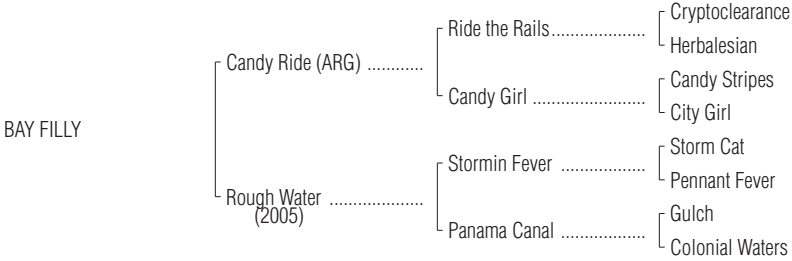 Cryptoclearance
Ride the Rails.....................
Herbalesian
Candy Ride (ARG) ............
Candy Stripes
Candy Girl .........................
City Girl
BAY FILLY
Storm Cat
Stormin Fever ...................
Pennant Fever
Rough Water ....................
(2005)
Gulch
Panama Canal ...................
Colonial Waters